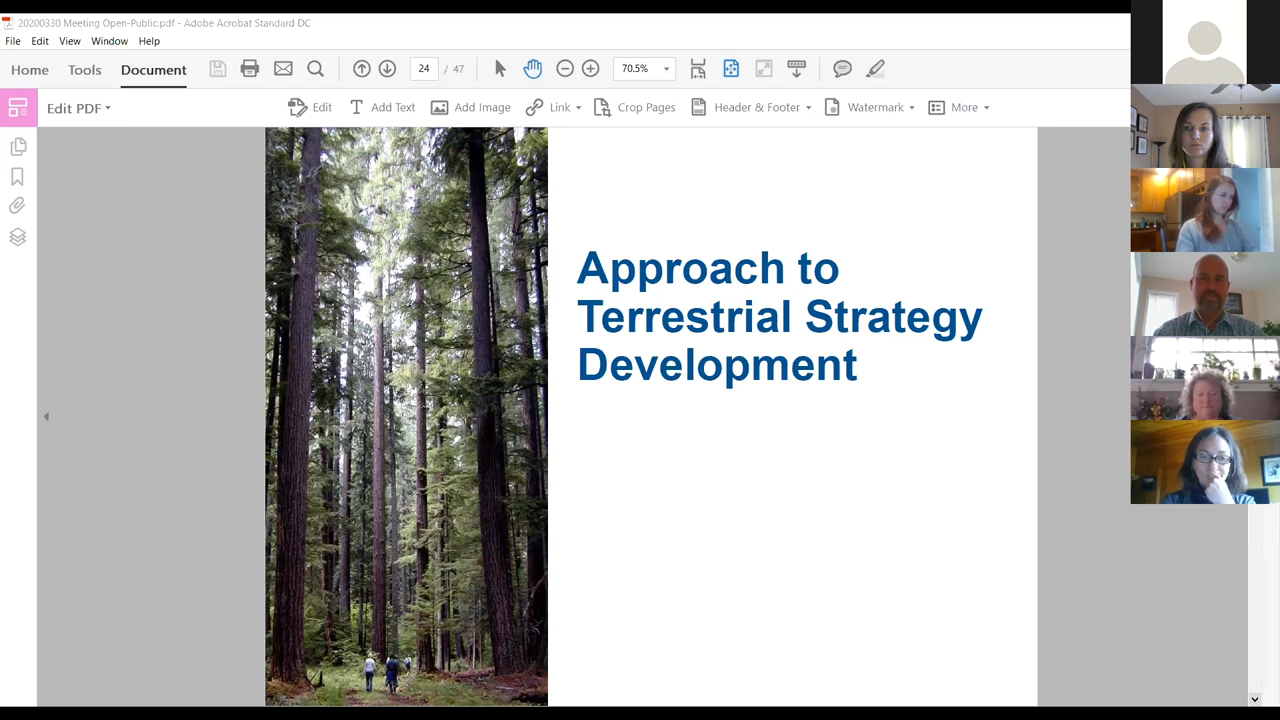 20200330 Meeting Open-Public.pdf - Adobe Acrobat Standard DC
File Edit View Window Help
Home Tools Document 24 / 47 70.5%
Edit PDF Edit Add Text Add Image Link Crop Pages Header & Footer Watermark More
Approach to
Terrestrial Strategy
Development